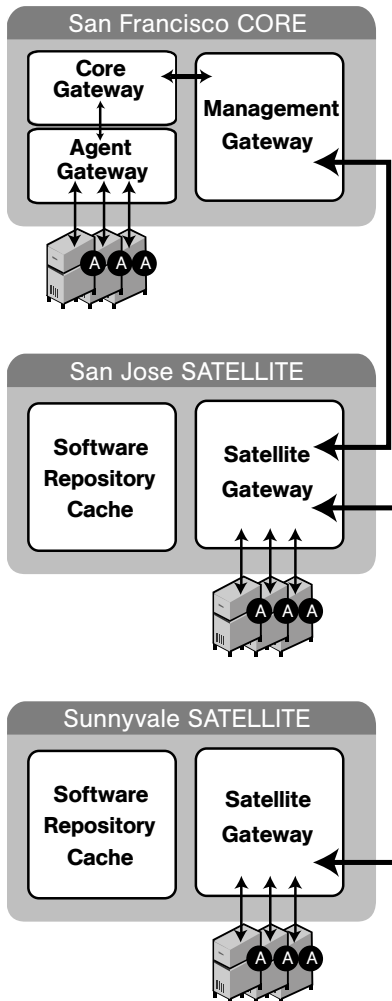 San Francisco CORE
Core
Gateway
Management
Gateway
Agent
Gateway
A A A
San Jose SATELLITE
Software
Repository
Cache
Satellite
Gateway
A A A
Sunnyvale SATELLITE
Software
Repository
Cache
Satellite
Gateway
A A A